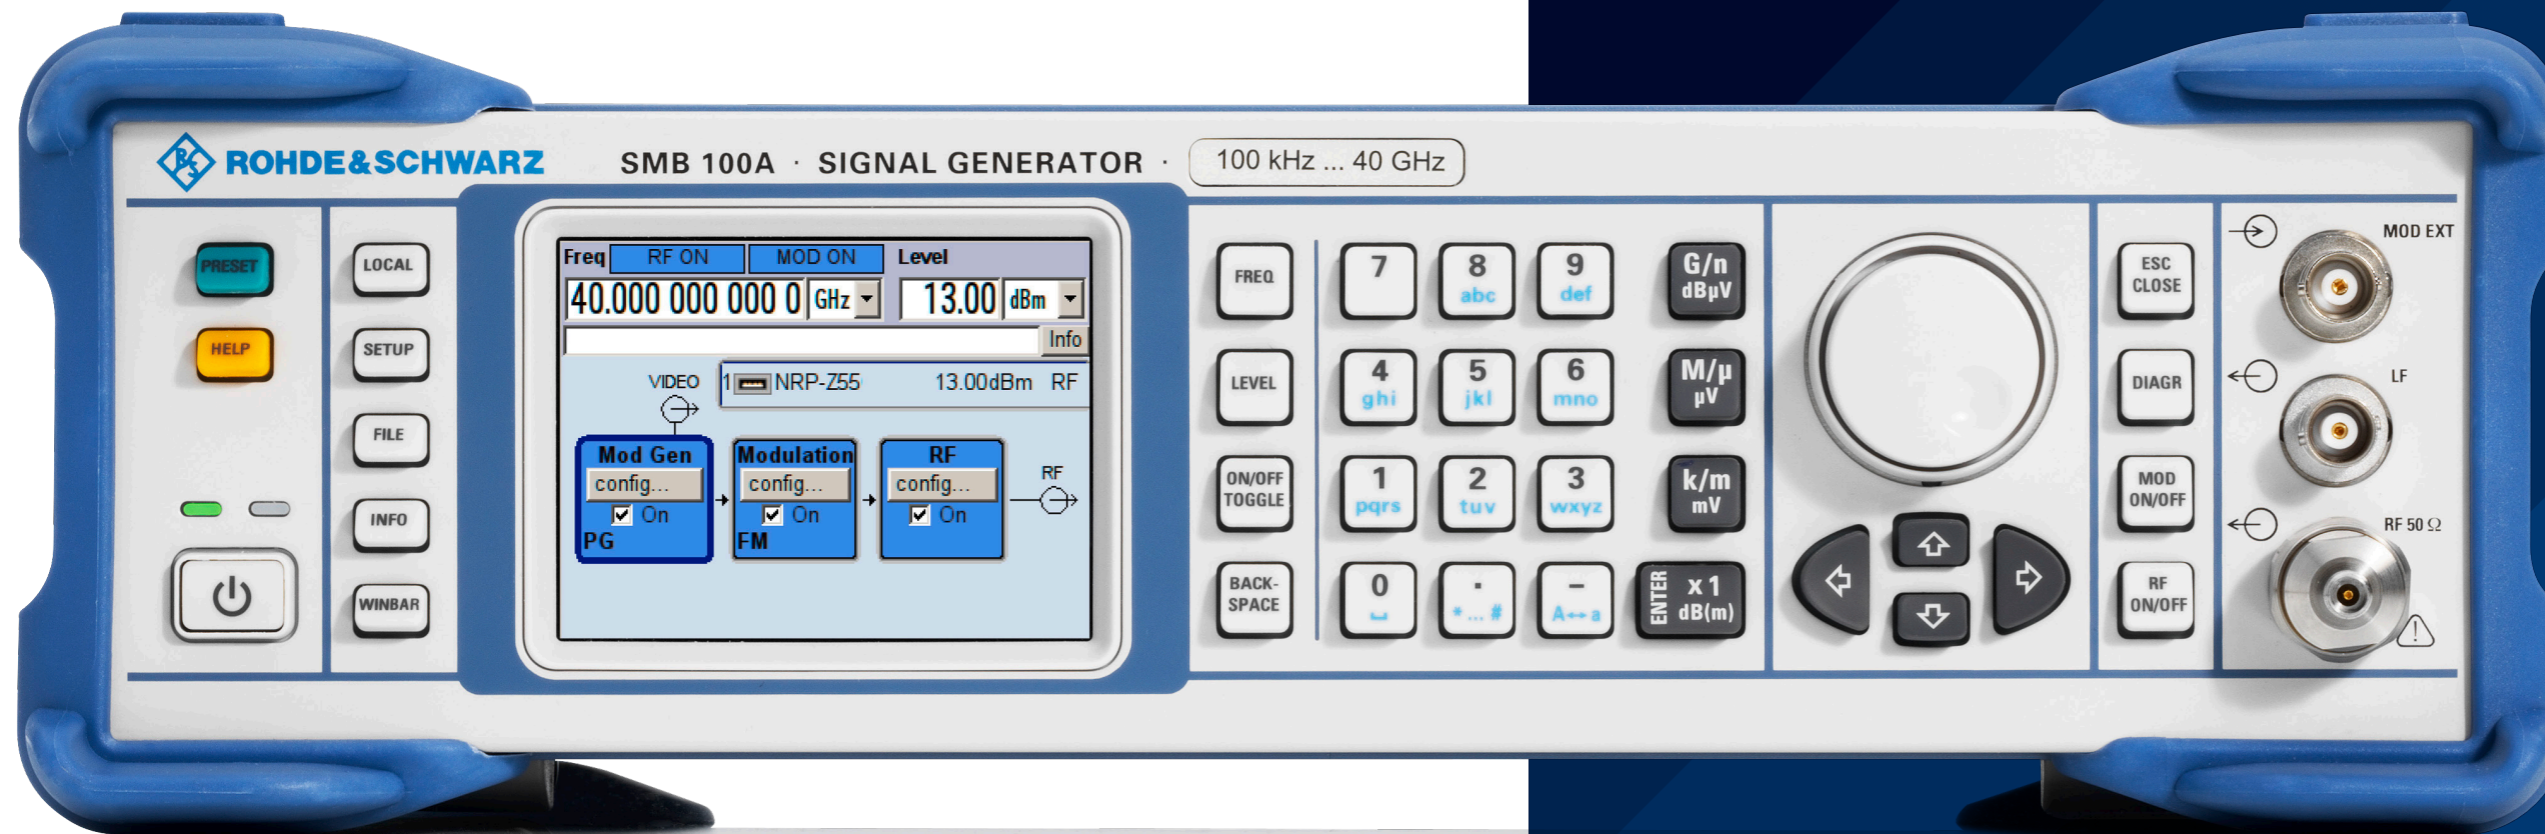 ROHDE&SCHWARZ SMB 100A · SIGNAL GENERATOR · 100 kHz ... 40 GHz
PRESET
HELP
LOCAL
SETUP
FILE
INFO
WINBAR
Freq RF ON MOD ON Level
40.000 000 000 0 GHz 13.00 dBm
Info
VIDEO 1 NRP-Z55 13.00dBm RF
Mod Gen Modulation RF
config... config... config... RF
On On On
PG FM
FREQ 7 8 9 G/n
abc def dBµV
LEVEL 4 5 6 M/µ
ghi jkl mno µV
ON/OFF 1 2 3 k/m
TOGGLE pqrs tuv wxyz mV
BACK- 0 . – ENTER x 1
SPACE ␣ * ... # A↔a dB(m)
ESC
CLOSE
DIAGR
MOD
ON/OFF
RF
ON/OFF
MOD EXT
LF
RF 50 Ω